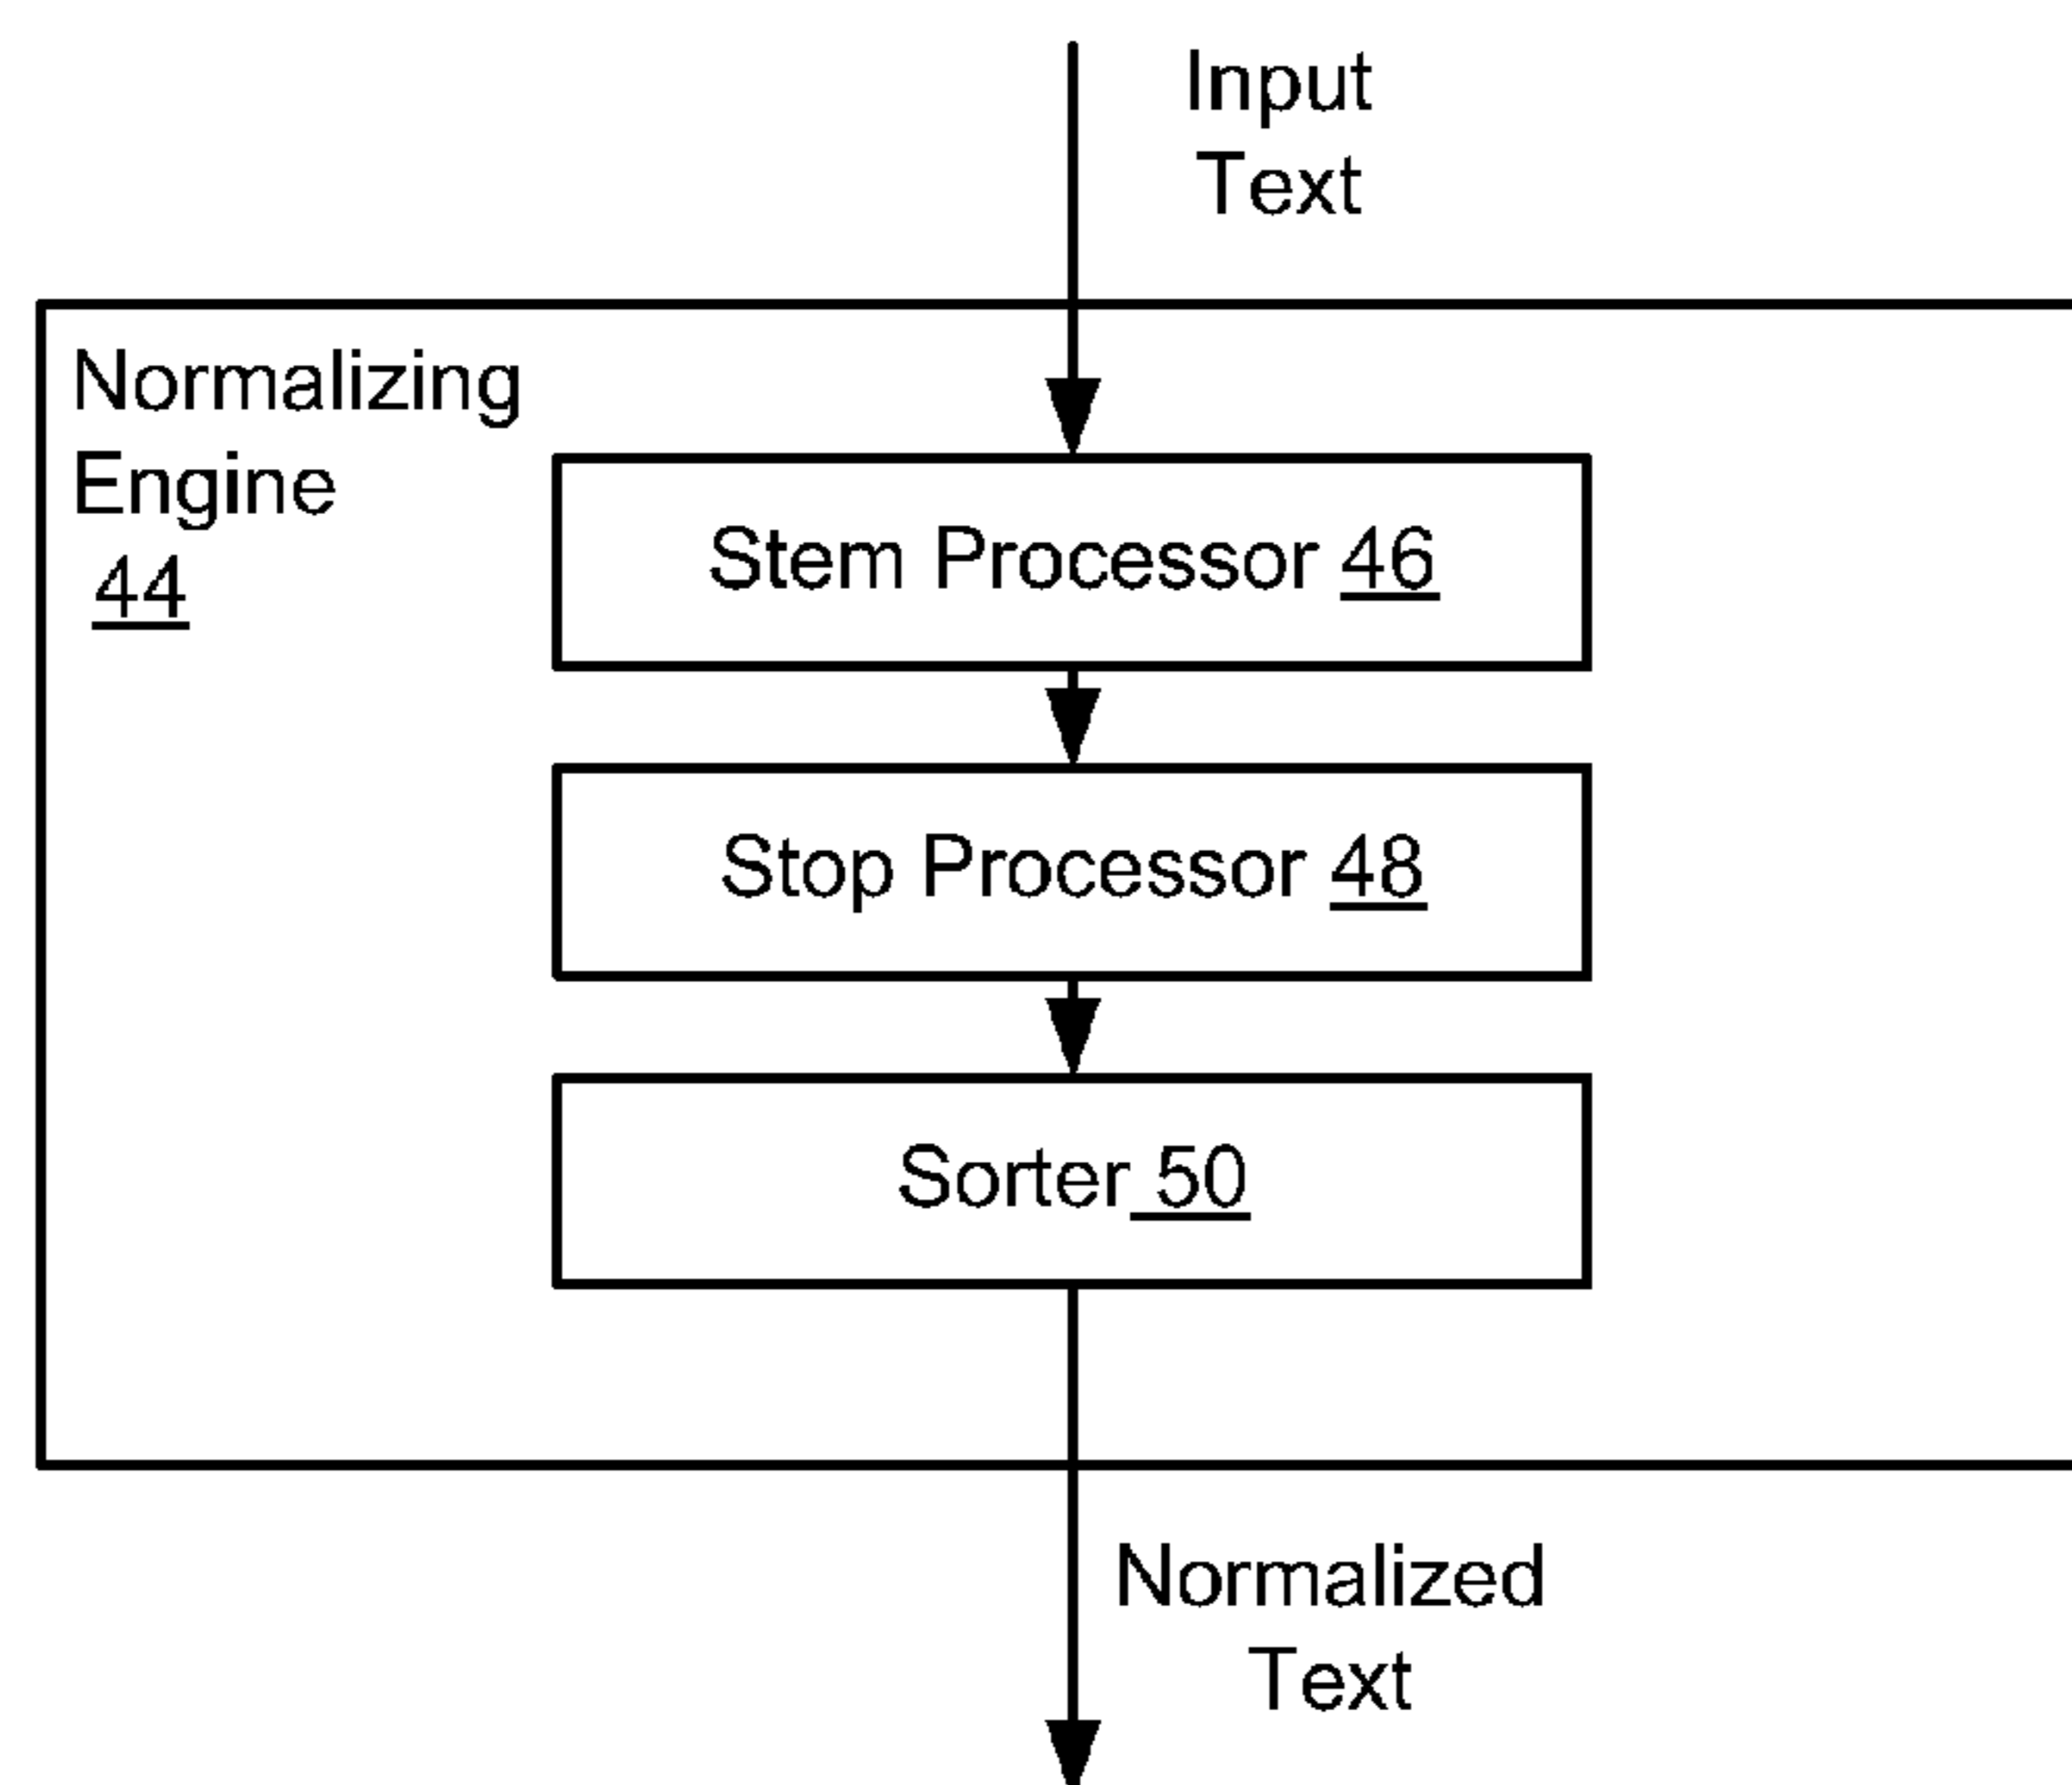 Input
Text
Normalizing
Engine
44
Stem Processor 46
Stop Processor 48
Sorter 50
Normalized
Text